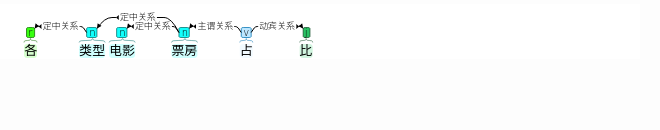 定中关系
定中关系 定中关系 主谓关系 动宾关系
r n n n v j
各 类型 电影 票房 占 比